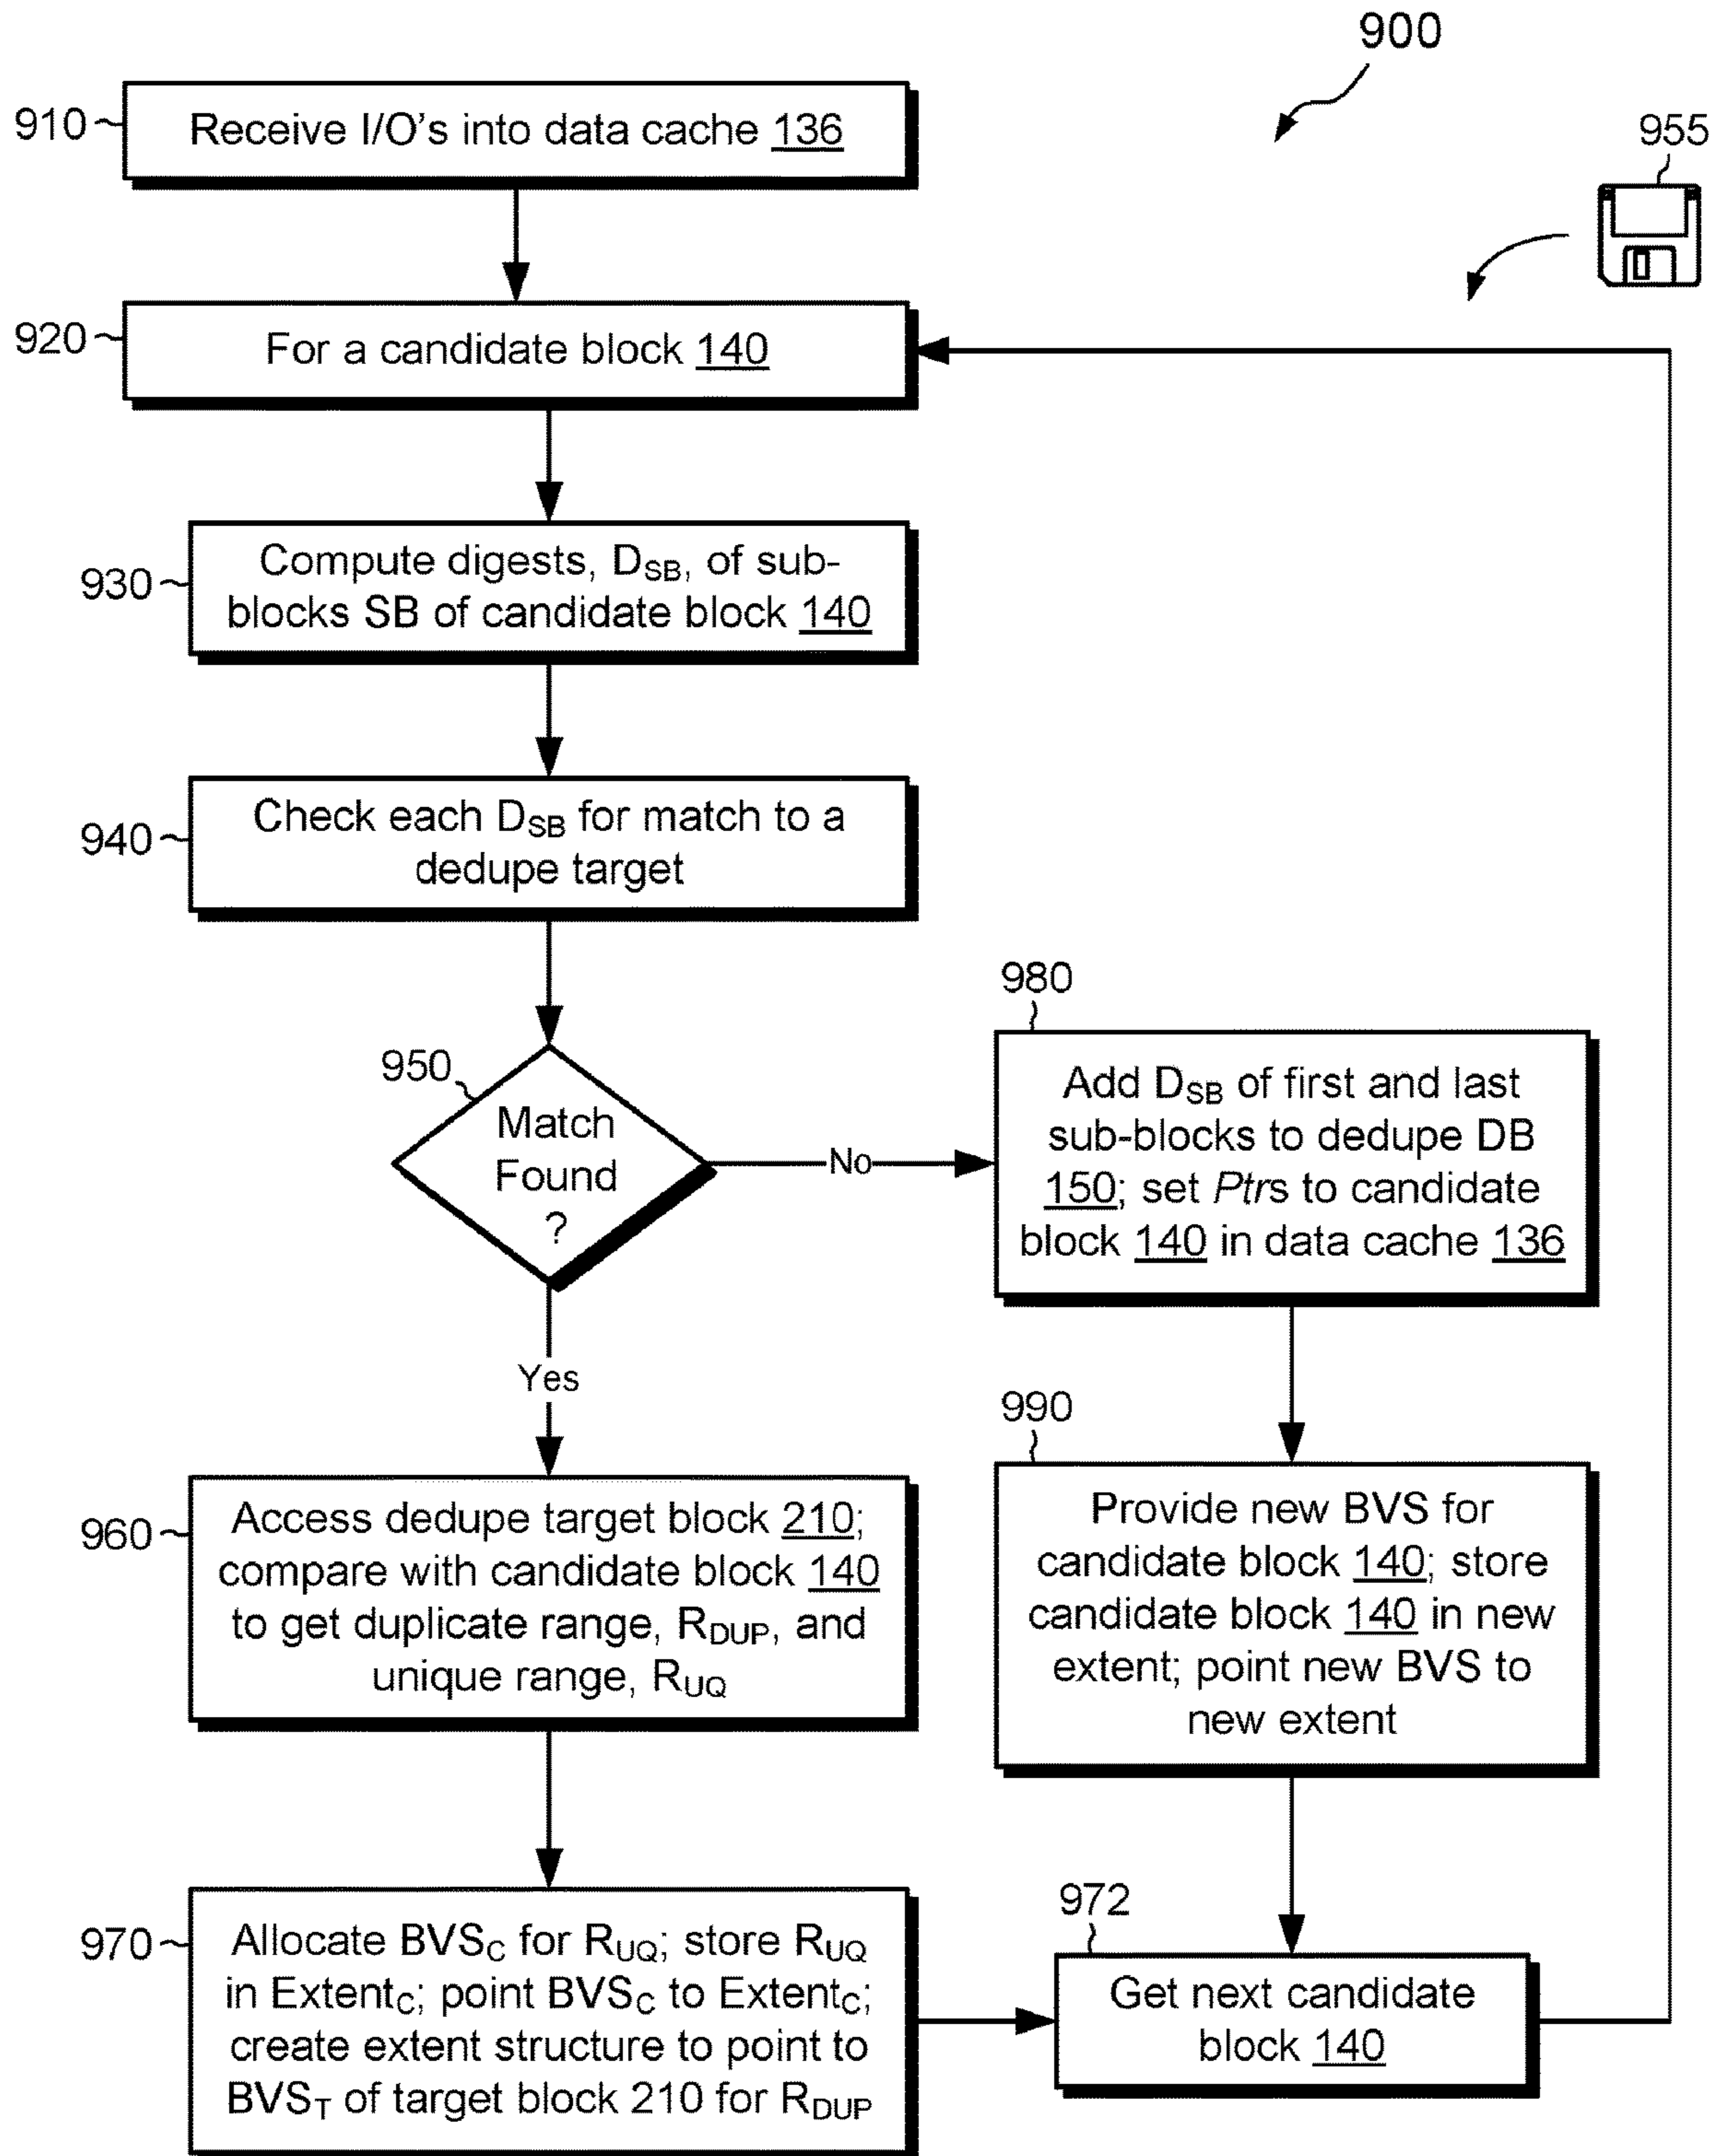 900
910
Receive I/O's into data cache 136
955
920
For a candidate block 140
930
Compute digests, DSB, of sub-
blocks SB of candidate block 140
940
Check each DSB for match to a
dedupe target
950
Match
Found
?
No
Yes
980
Add DSB of first and last
sub-blocks to dedupe DB
150; set Ptrs to candidate
block 140 in data cache 136
960
Access dedupe target block 210;
compare with candidate block 140
to get duplicate range, RDUP, and
unique range, RUQ
990
Provide new BVS for
candidate block 140; store
candidate block 140 in new
extent; point new BVS to
new extent
970
Allocate BVSC for RUQ; store RUQ
in ExtentC; point BVSC to ExtentC;
create extent structure to point to
BVST of target block 210 for RDUP
972
Get next candidate
block 140